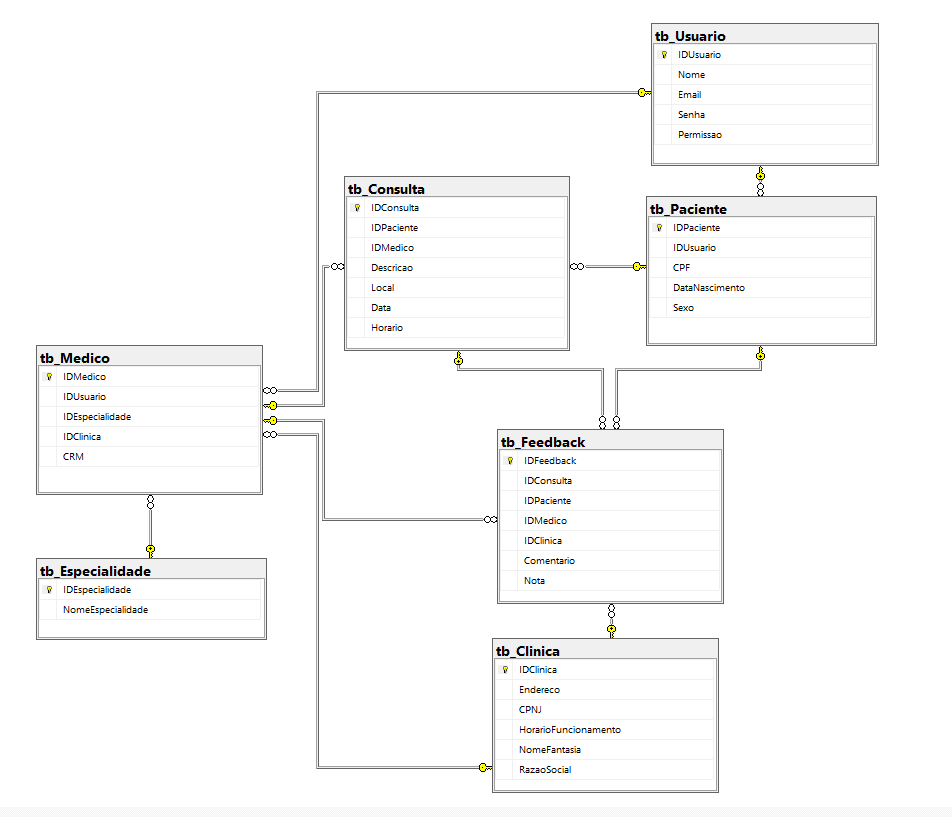 tb_Usuario
IDUsuario
Nome
Email
Senha
Permissao
tb_Consulta
IDConsulta
IDPaciente
IDMedico
Descricao
Local
Data
Horario
tb_Paciente
IDPaciente
IDUsuario
CPF
DataNascimento
Sexo
tb_Medico
IDMedico
IDUsuario
IDEspecialidade
IDClinica
CRM
tb_Feedback
IDFeedback
IDConsulta
IDPaciente
IDMedico
IDClinica
Comentario
Nota
tb_Especialidade
IDEspecialidade
NomeEspecialidade
tb_Clinica
IDClinica
Endereco
CPNJ
HorarioFuncionamento
NomeFantasia
RazaoSocial